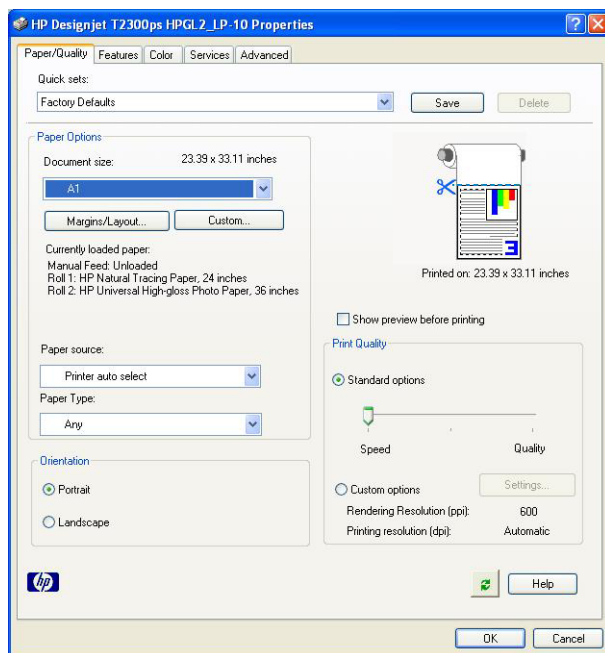 HP Designjet T2300ps HPGL2_LP-10 Properties
Paper/Quality Features Color Services Advanced
Quick sets:
Factory Defaults
Save
Delete
Paper Options
Document size:
23.39 x 33.11 inches
A1
Margins/Layout...
Custom...
Currently loaded paper:
Manual Feed: Unloaded
Roll 1: HP Natural Tracing Paper, 24 inches
Roll 2: HP Universal High-gloss Photo Paper, 36 inches
Paper source:
Printer auto select
Paper Type:
Any
Orientation
Portrait
Landscape
3
Printed on: 23.39 x 33.11 inches
Show preview before printing
Print Quality
Standard options
Speed
Quality
Custom options
Settings...
Rendering Resolution (ppi): 600
Printing resolution (dpi): Automatic
hp
Help
OK
Cancel